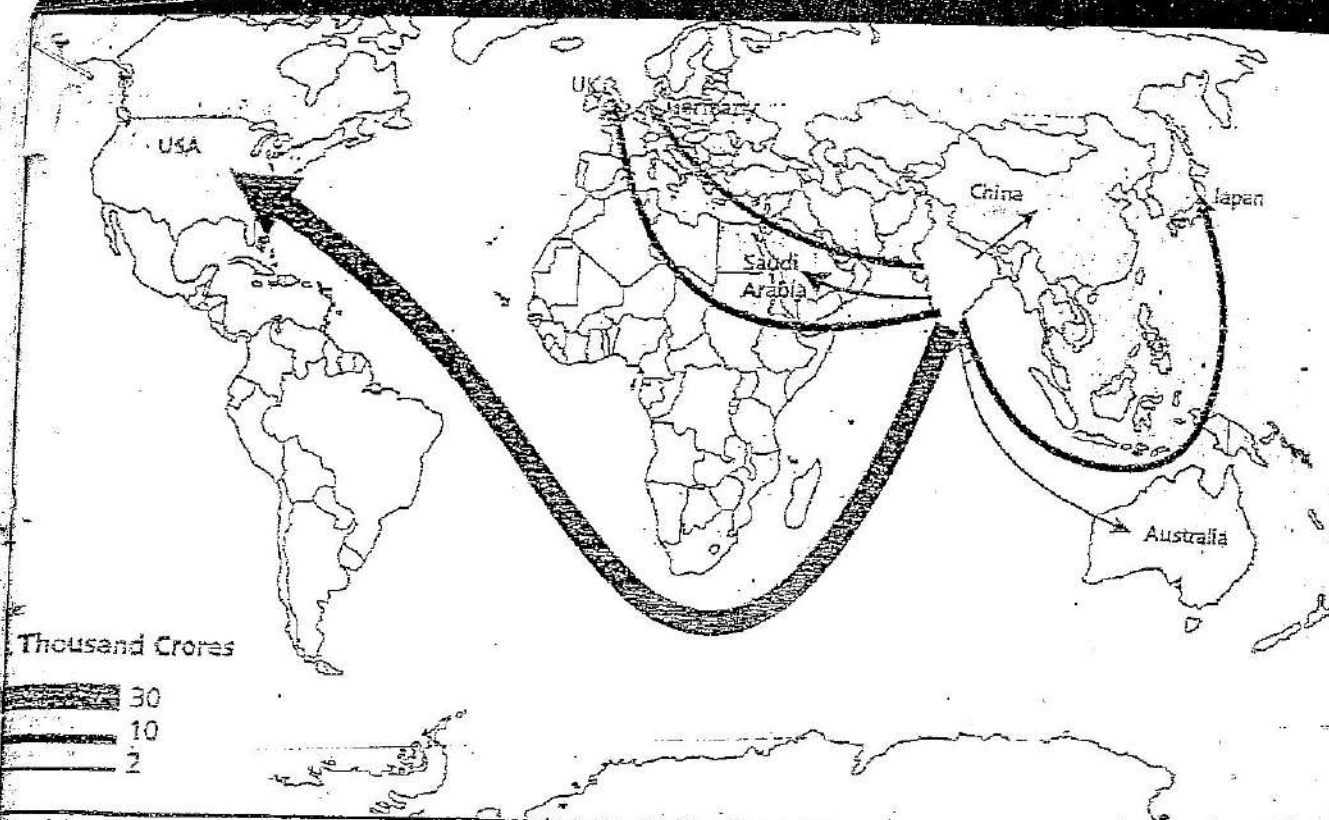 UK
Germany
USA
China
Japan
Saudi
Arabia
Australia
Thousand Crores
30
10
2